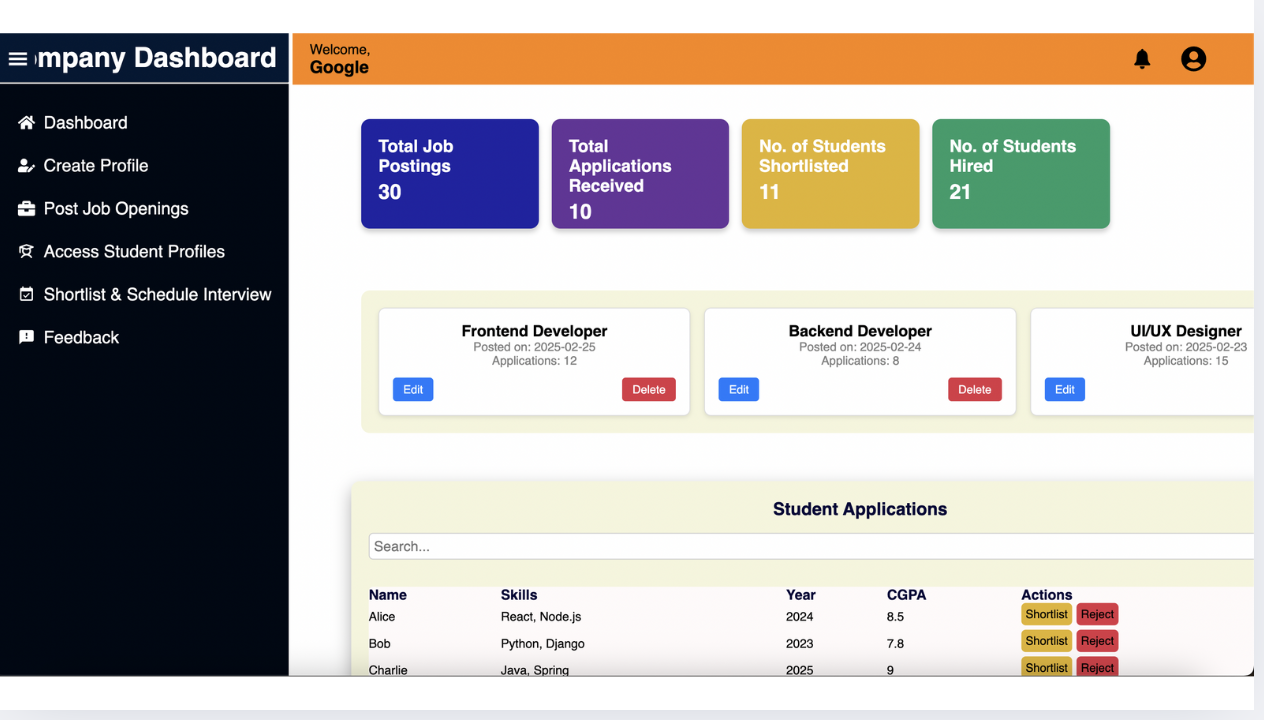 mpany Dashboard
Welcome,
Google
Dashboard
Create Profile
Post Job Openings
Access Student Profiles
Shortlist & Schedule Interview
Feedback
Total Job
Postings
30
Total
Applications
Received
10
No. of Students
Shortlisted
11
No. of Students
Hired
21
Frontend Developer
Posted on: 2025-02-25
Applications: 12
Edit Delete
Backend Developer
Posted on: 2025-02-24
Applications: 8
Edit Delete
UI/UX Designer
Posted on: 2025-02-23
Applications: 15
Edit
Student Applications
Search...
Name Skills Year CGPA Actions
Alice React, Node.js 2024 8.5 Shortlist Reject
Bob Python, Django 2023 7.8 Shortlist Reject
Charlie Java, Spring 2025 9 Shortlist Reject